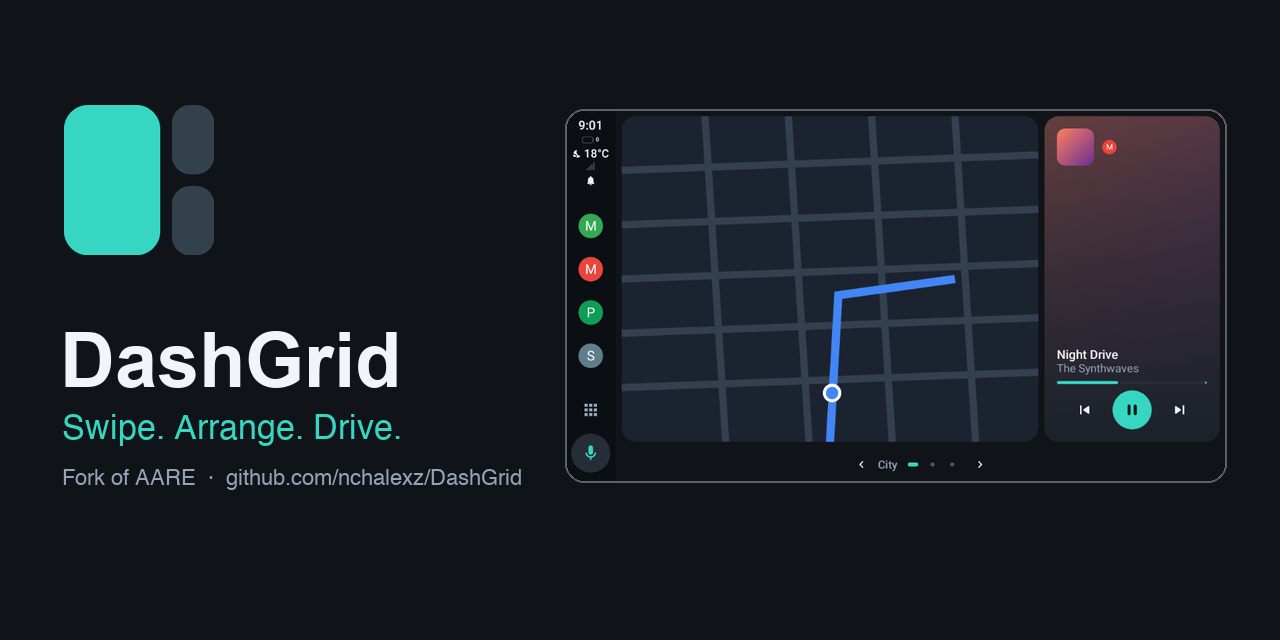 DashGrid
Swipe. Arrange. Drive.
Fork of AARE · github.com/nchalexz/DashGrid
9:01
18°C
M
M
P
S
M
Night Drive
The Synthwaves
City